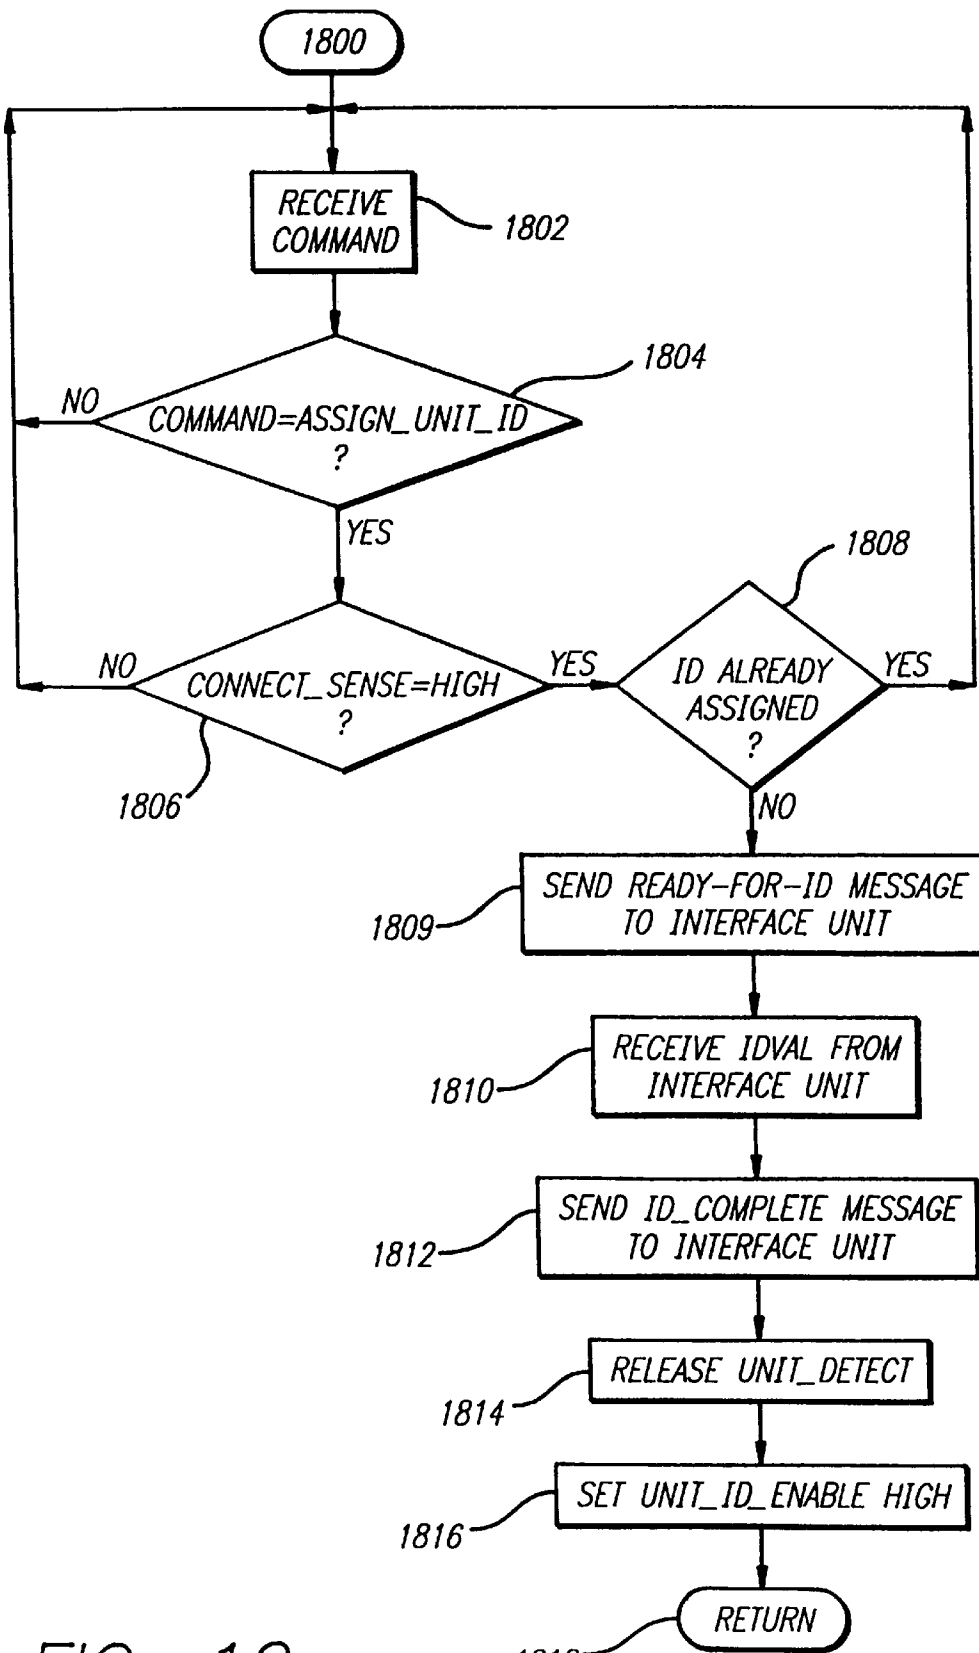 1800
RECEIVE
COMMAND
1802
1804
NO
COMMAND=ASSIGN_UNIT_ID
?
YES
1808
NO
CONNECT_SENSE=HIGH
?
YES
ID ALREADY
ASSIGNED
?
YES
1806
NO
SEND READY-FOR-ID MESSAGE
TO INTERFACE UNIT
1809
RECEIVE IDVAL FROM
INTERFACE UNIT
1810
SEND ID_COMPLETE MESSAGE
TO INTERFACE UNIT
1812
RELEASE UNIT_DETECT
1814
SET UNIT_ID_ENABLE HIGH
1816
RETURN